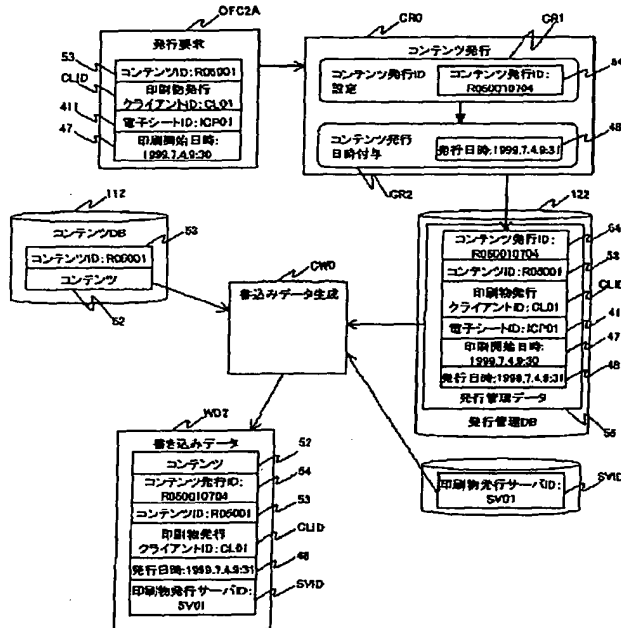 OFC2A
発行要求
53
コンテンツID:R05001
CLID
印刷物発行
クライアントID:CL01
411
電子シートID:ICP01
47
印刷開始日時:
1999.7.4.9:30
CR0
CR1
コンテンツ発行
コンテンツ発行ID
設定
コンテンツ発行ID:
R050010704
54
コンテンツ発行
日時付与
発行日時:1999.7.4.9:31
48
CR2
112
コンテンツDB
53
コンテンツID:R05001
コンテンツ
52
CW0
書込みデータ生成
122
コンテンツ発行ID:
R050010704
54
コンテンツID:R05001
53
印刷物発行
クライアントID:CL01
CLID
電子シートID:ICP01
41
印刷開始日時:
1999.7.4.9:30
47
発行日時:1999.7.4.9:31
48
発行管理データ
発行管理DB
55
印刷物発行サーバID:
SV01
SVID
WD2
書き込みデータ
コンテンツ
52
コンテンツ発行ID:
R050010704
54
コンテンツID:R05001
53
印刷物発行
クライアントID:CL01
CLID
発行日時:1999.7.4.9:31
48
印刷物発行サーバID:
SV01
SVID